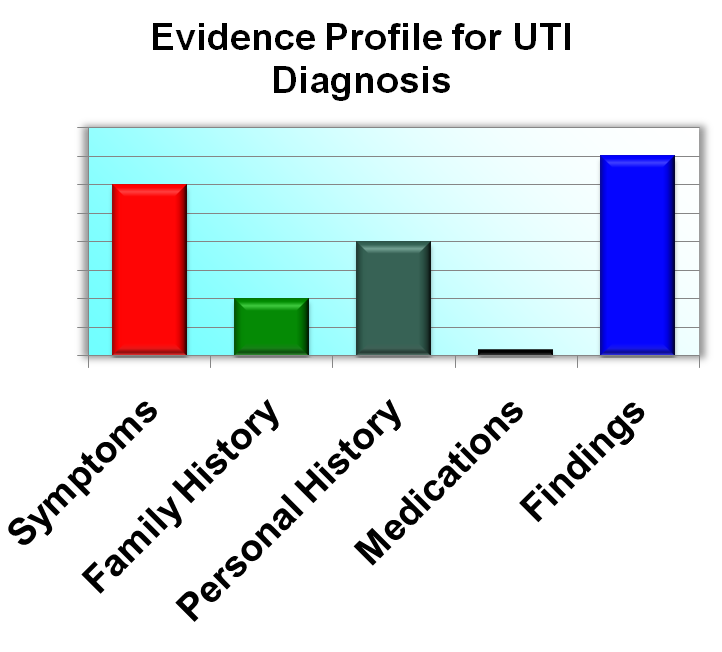 Evidence Profile for UTI
Diagnosis
Symptoms
Family History
Personal History
Medications
Findings